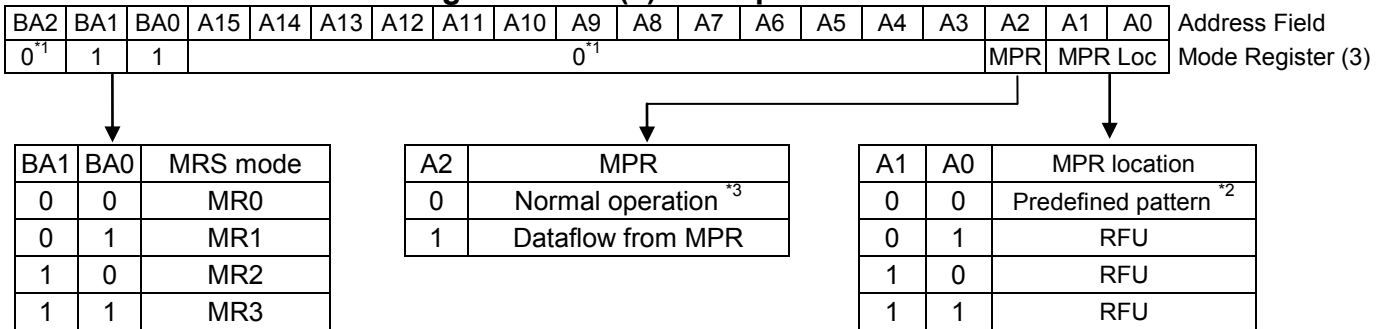 BA2 BA1 BA0 A15 A14 A13 A12 A11 A10 A9 A8 A7 A6 A5 A4 A3 A2 A1 A0 Address Field
0*1 1 1 0*1 MPR MPR Loc Mode Register (3)
BA1 BA0 MRS mode
0 0 MR0
0 1 MR1
1 0 MR2
1 1 MR3
A2 MPR
0 Normal operation *3
1 Dataflow from MPR
A1 A0 MPR location
0 0 Predefined pattern *2
0 1 RFU
1 0 RFU
1 1 RFU